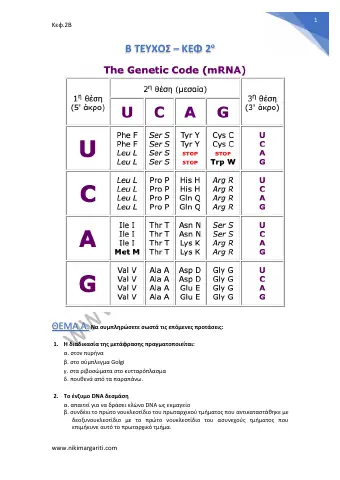 Κεφ.2Β
1
Β ΤΕΥΧΟΣ – ΚΕΦ 2ο
The Genetic Code (mRNA)
1η θέση (5' άκρο) 2η θέση (μεσαία) 3η θέση (3' άκρο)
U C A G
U
Phe F Ser S Tyr Y Cys C U
Phe F Ser S Tyr Y Cys C C
Leu L Ser S STOP STOP A
Leu L Ser S STOP Trp W G
C
Leu L Pro P His H Arg R U
Leu L Pro P His H Arg R C
Leu L Pro P Gln Q Arg R A
Leu L Pro P Gln Q Arg R G
A
Ile I Thr T Asn N Ser S U
Ile I Thr T Asn N Ser S C
Ile I Thr T Lys K Arg R A
Met M Thr T Lys K Arg R G
G
Val V Ala A Asp D Gly G U
Val V Ala A Asp D Gly G C
Val V Ala A Glu E Gly G A
Val V Ala A Glu E Gly G G
ΘΕΜΑ Α: Να συμπληρώσετε σωστά τις επόμενες προτάσεις:
1. Η διαδικασία της μετάφρασης πραγματοποιείται:
α. στον πυρήνα
β. στο σύμπλεγμα Golgi
γ. στα ριβοσώματα στο κυτταρόπλασμα
δ. πουθενά από τα παραπάνω.
2. Το ένζυμο DNA δεσμάση
α. απαιτεί για να δράσει κλώνο DNA ως εκμαγείο
β. συνδέει το πρώτο νουκλεοτίδιο του πρωταρχικού τμήματος που αντικαταστάθηκε με
δεοξυνουκλεοτίδιο με το πρώτο νουκλεοτίδιο του ασυνεχούς τμήματος που
επιμήκυνε αυτό το πρωταρχικό τμήμα.
www.nikimargariti.com